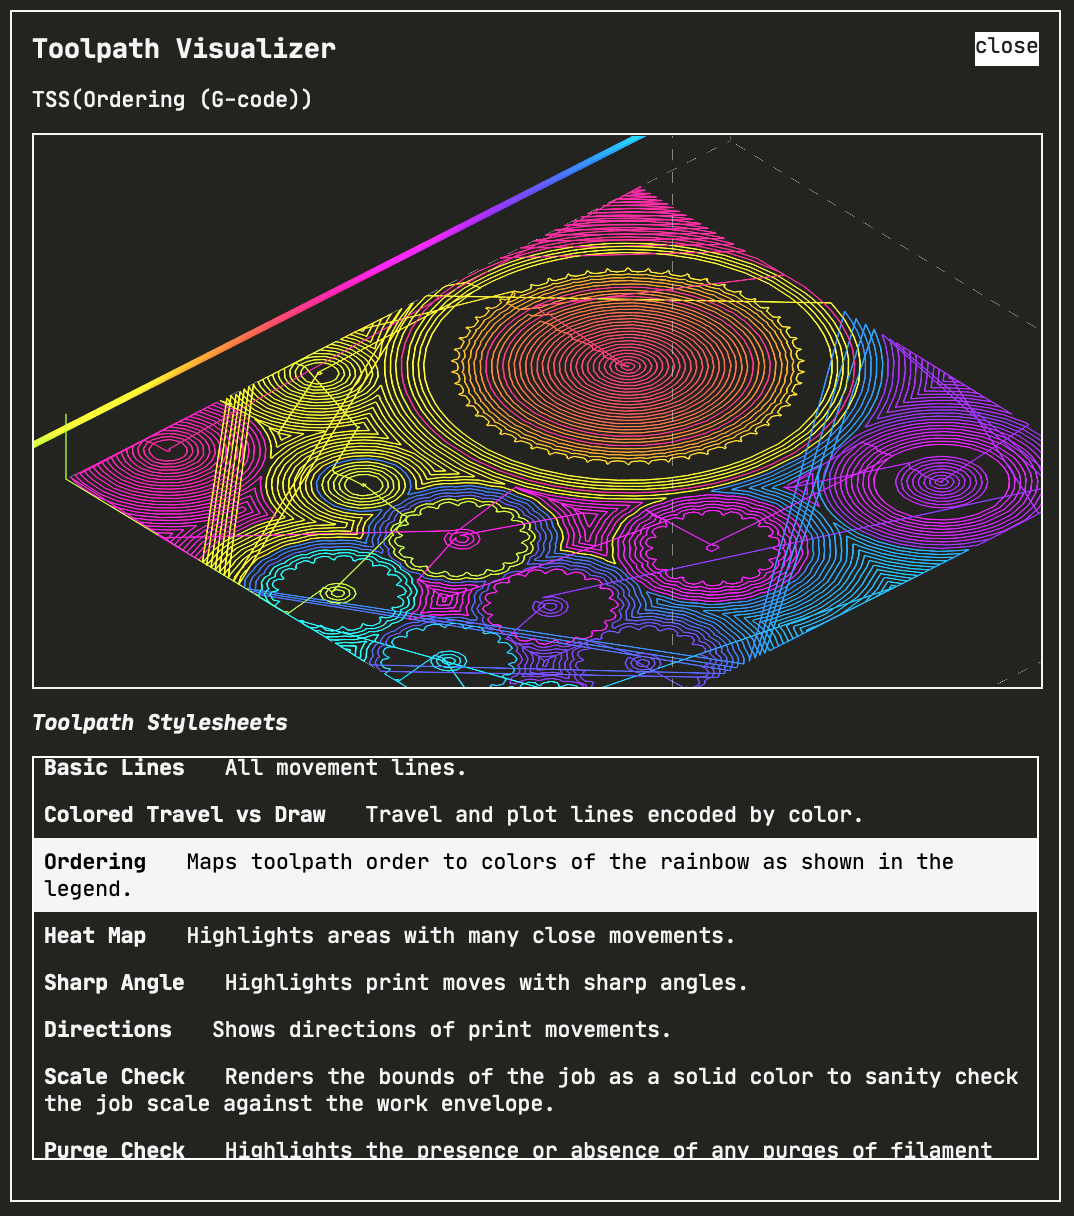 Toolpath Visualizer
close
TSS(Ordering (G-code))
Toolpath Stylesheets
Basic Lines All movement lines.
Colored Travel vs Draw Travel and plot lines encoded by color.
Ordering Maps toolpath order to colors of the rainbow as shown in the
legend.
Heat Map Highlights areas with many close movements.
Sharp Angle Highlights print moves with sharp angles.
Directions Shows directions of print movements.
Scale Check Renders the bounds of the job as a solid color to sanity check
the job scale against the work envelope.
Purge Check Highlights the presence or absence of any purges of filament